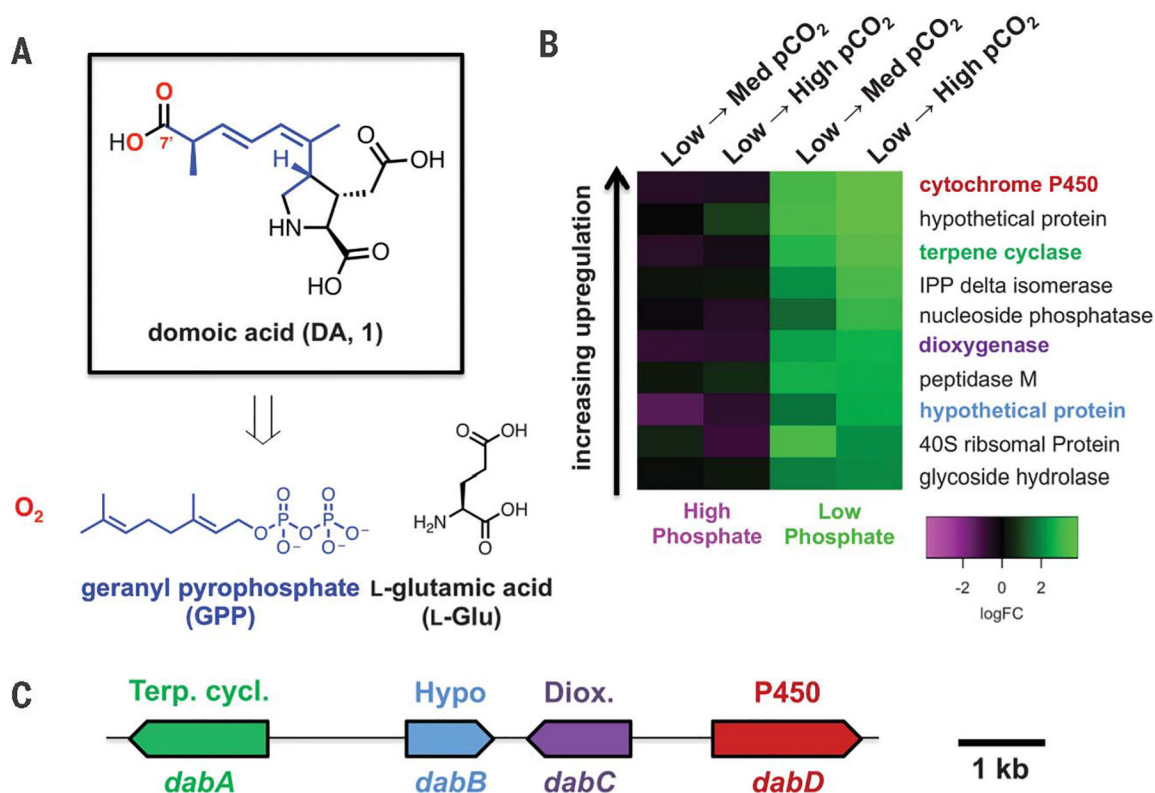 A
O
HO
7'
H
O
OH
HN
O
HO
domoic acid (DA, 1)
O2
O O
O P O P O−
O− O−
geranyl pyrophosphate
(GPP)
O
OH
H2N
OH
O
L-glutamic acid
(L-Glu)
B
Low → Med pCO2
Low → High pCO2
Low → Med pCO2
Low → High pCO2
increasing upregulation
cytochrome P450
hypothetical protein
terpene cyclase
IPP delta isomerase
nucleoside phosphatase
dioxygenase
peptidase M
hypothetical protein
40S ribsomal Protein
glycoside hydrolase
High
Phosphate
Low
Phosphate
-2 0 2
logFC
C
Terp. cycl. Hypo Diox. P450
dabA dabB dabC dabD
1 kb